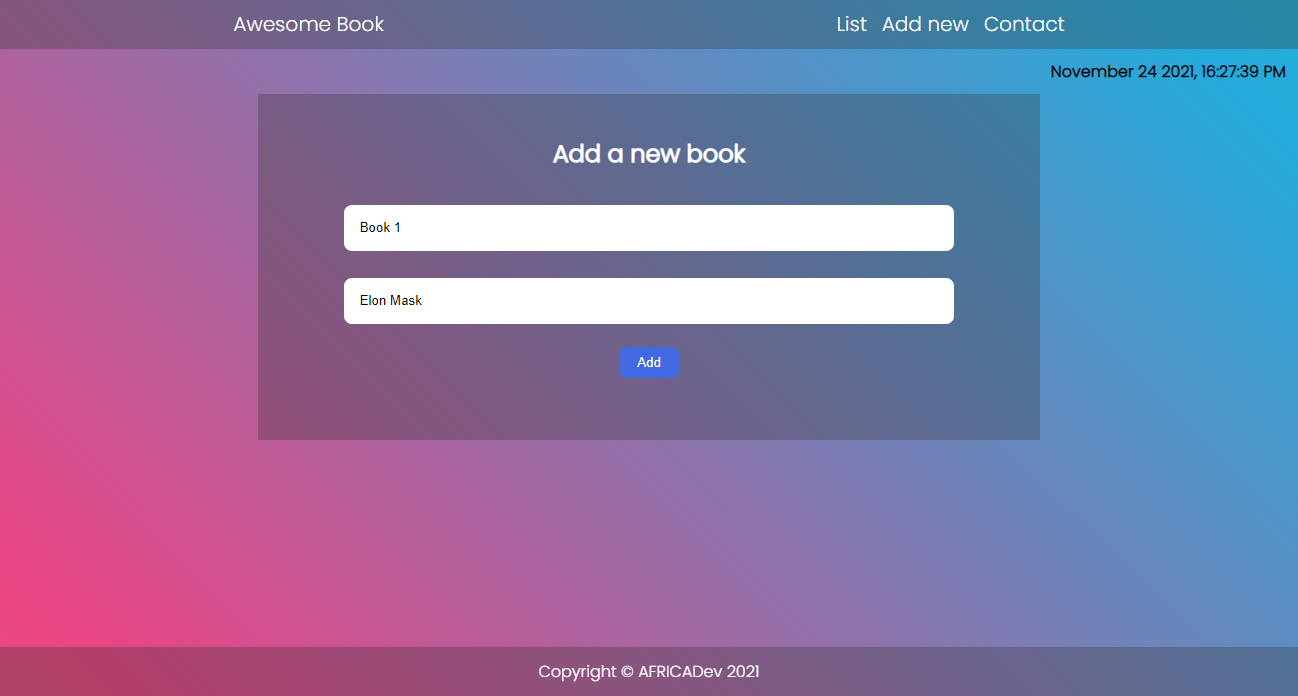 Awesome Book List Add new Contact
November 24 2021, 16:27:39 PM
Add a new book
Book 1
Elon Mask
Add
Copyright © AFRICADev 2021